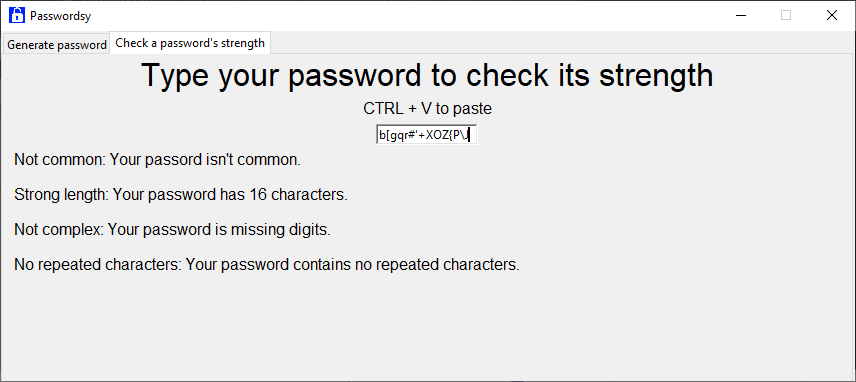 Passwordsy
Generate password
Check a password's strength
Type your password to check its strength
CTRL + V to paste
b[gqr#'+XOZ{P\J
Not common: Your passord isn't common.
Strong length: Your password has 16 characters.
Not complex: Your password is missing digits.
No repeated characters: Your password contains no repeated characters.